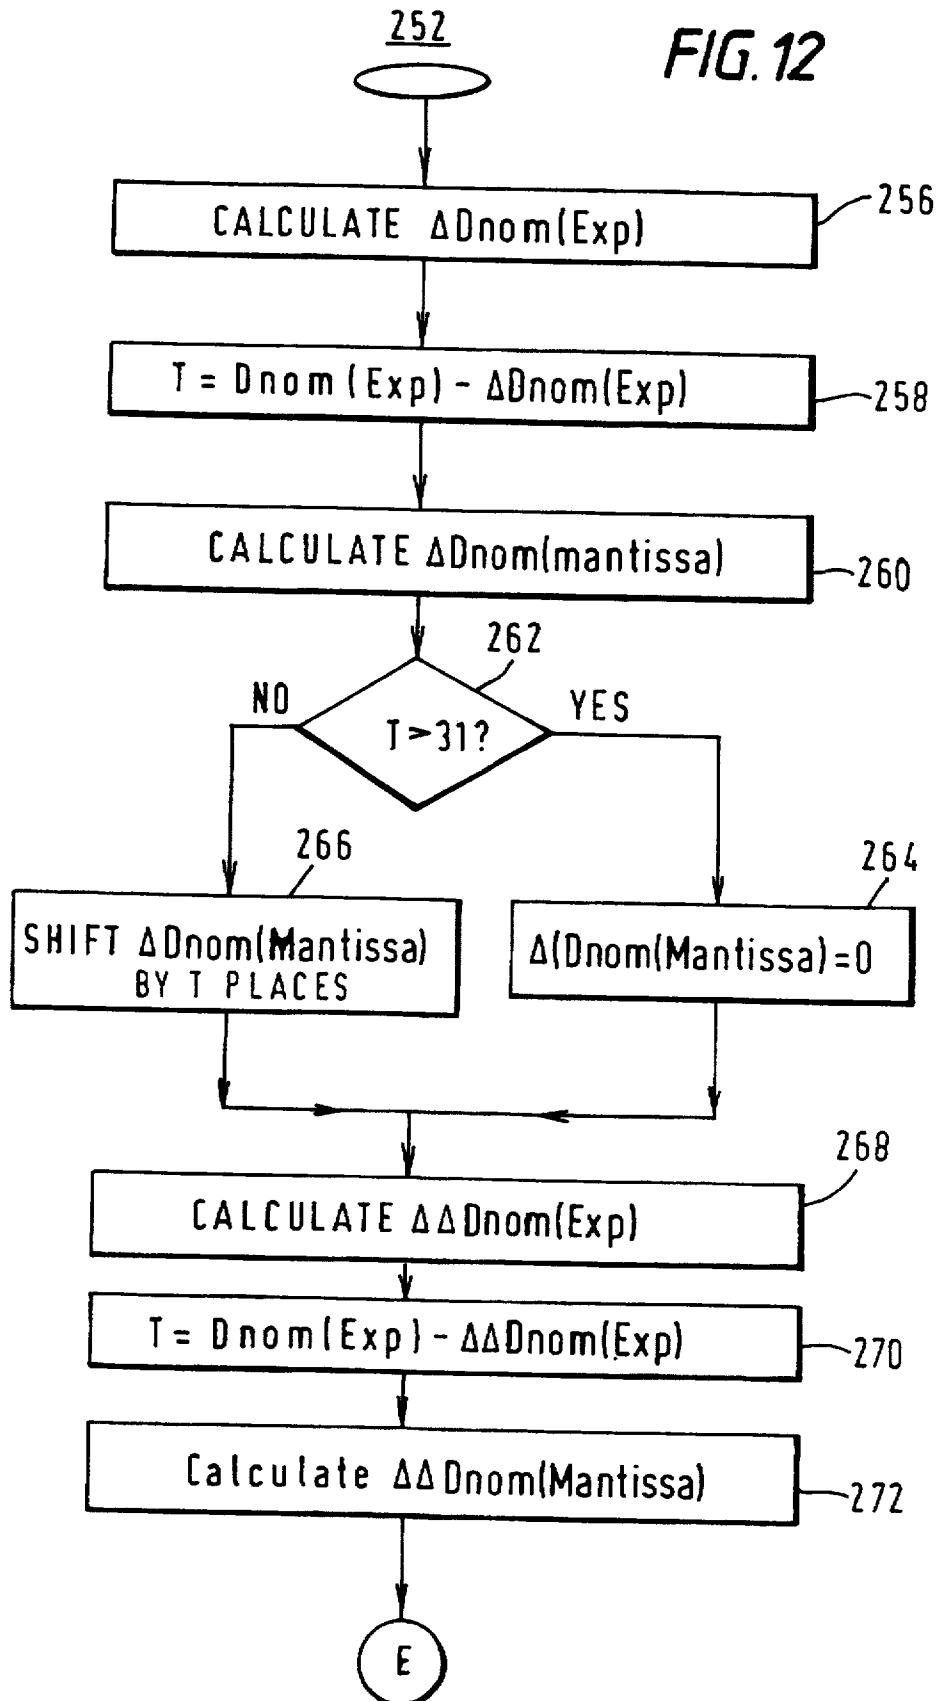 252
FIG. 12
CALCULATE ΔDnom(Exp)
256
T = Dnom (Exp) - ΔDnom(Exp)
258
CALCULATE ΔDnom(mantissa)
260
262
NO
YES
T>31?
266
264
SHIFT ΔDnom(Mantissa)
BY T PLACES
Δ(Dnom(Mantissa)=0
268
CALCULATE ΔΔDnom(Exp)
T = Dnom(Exp) - ΔΔDnom(Exp)
270
Calculate ΔΔDnom(Mantissa)
272
E